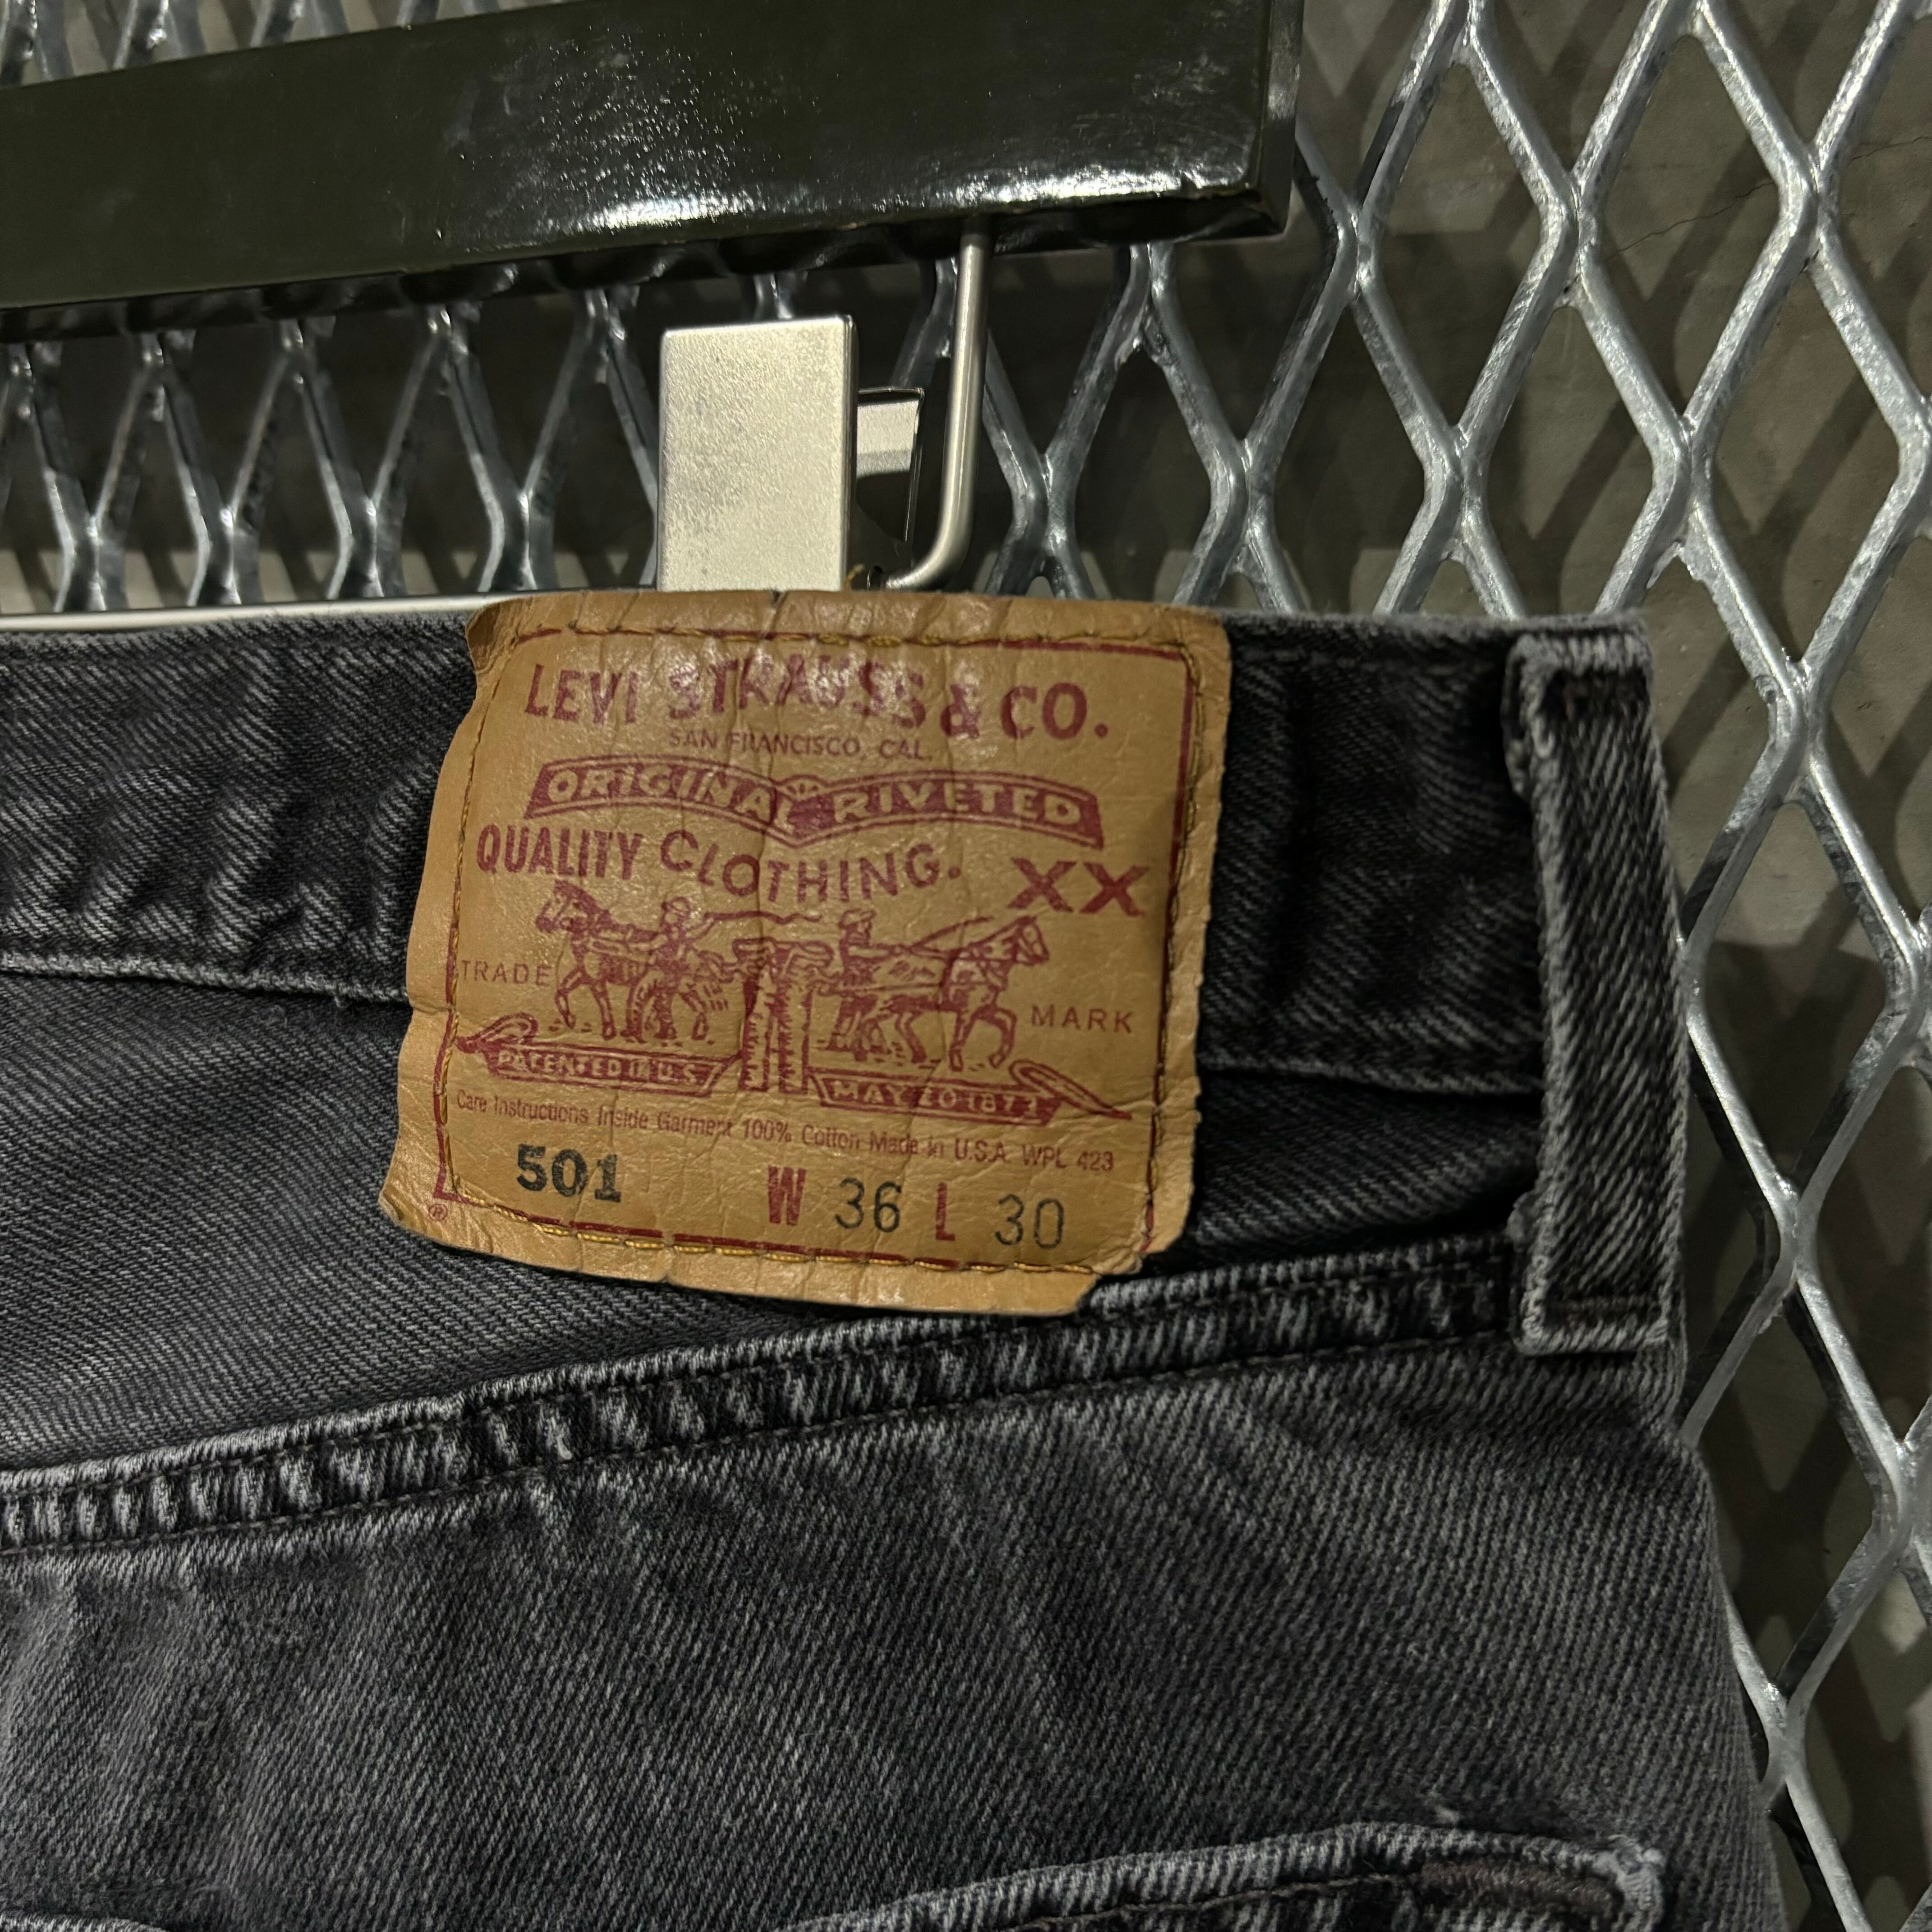 LEVI STRAUSS & CO.
SAN FRANCISCO, CAL.
ORIGINAL RIVETED
QUALITY CLOTHING. XX
TRADE MARK
PATENTED IN U.S. MAY 20 1873
Care Instructions Inside Garment 100% Cotton Made in U.S.A. WPL 423
501 W 36 L 30
®